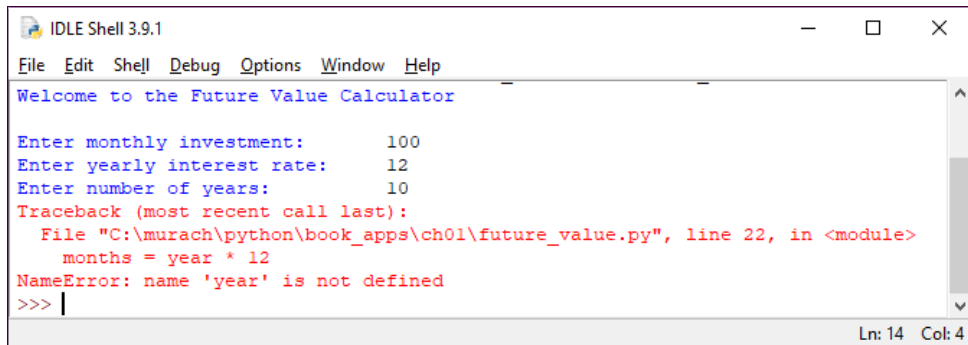 IDLE Shell 3.9.1
File Edit Shell Debug Options Window Help
Welcome to the Future Value Calculator
Enter monthly investment: 100
Enter yearly interest rate: 12
Enter number of years: 10
Traceback (most recent call last):
  File "C:\murach\python\book_apps\ch01\future_value.py", line 22, in <module>
    months = year * 12
NameError: name 'year' is not defined
>>>
Ln: 14 Col: 4